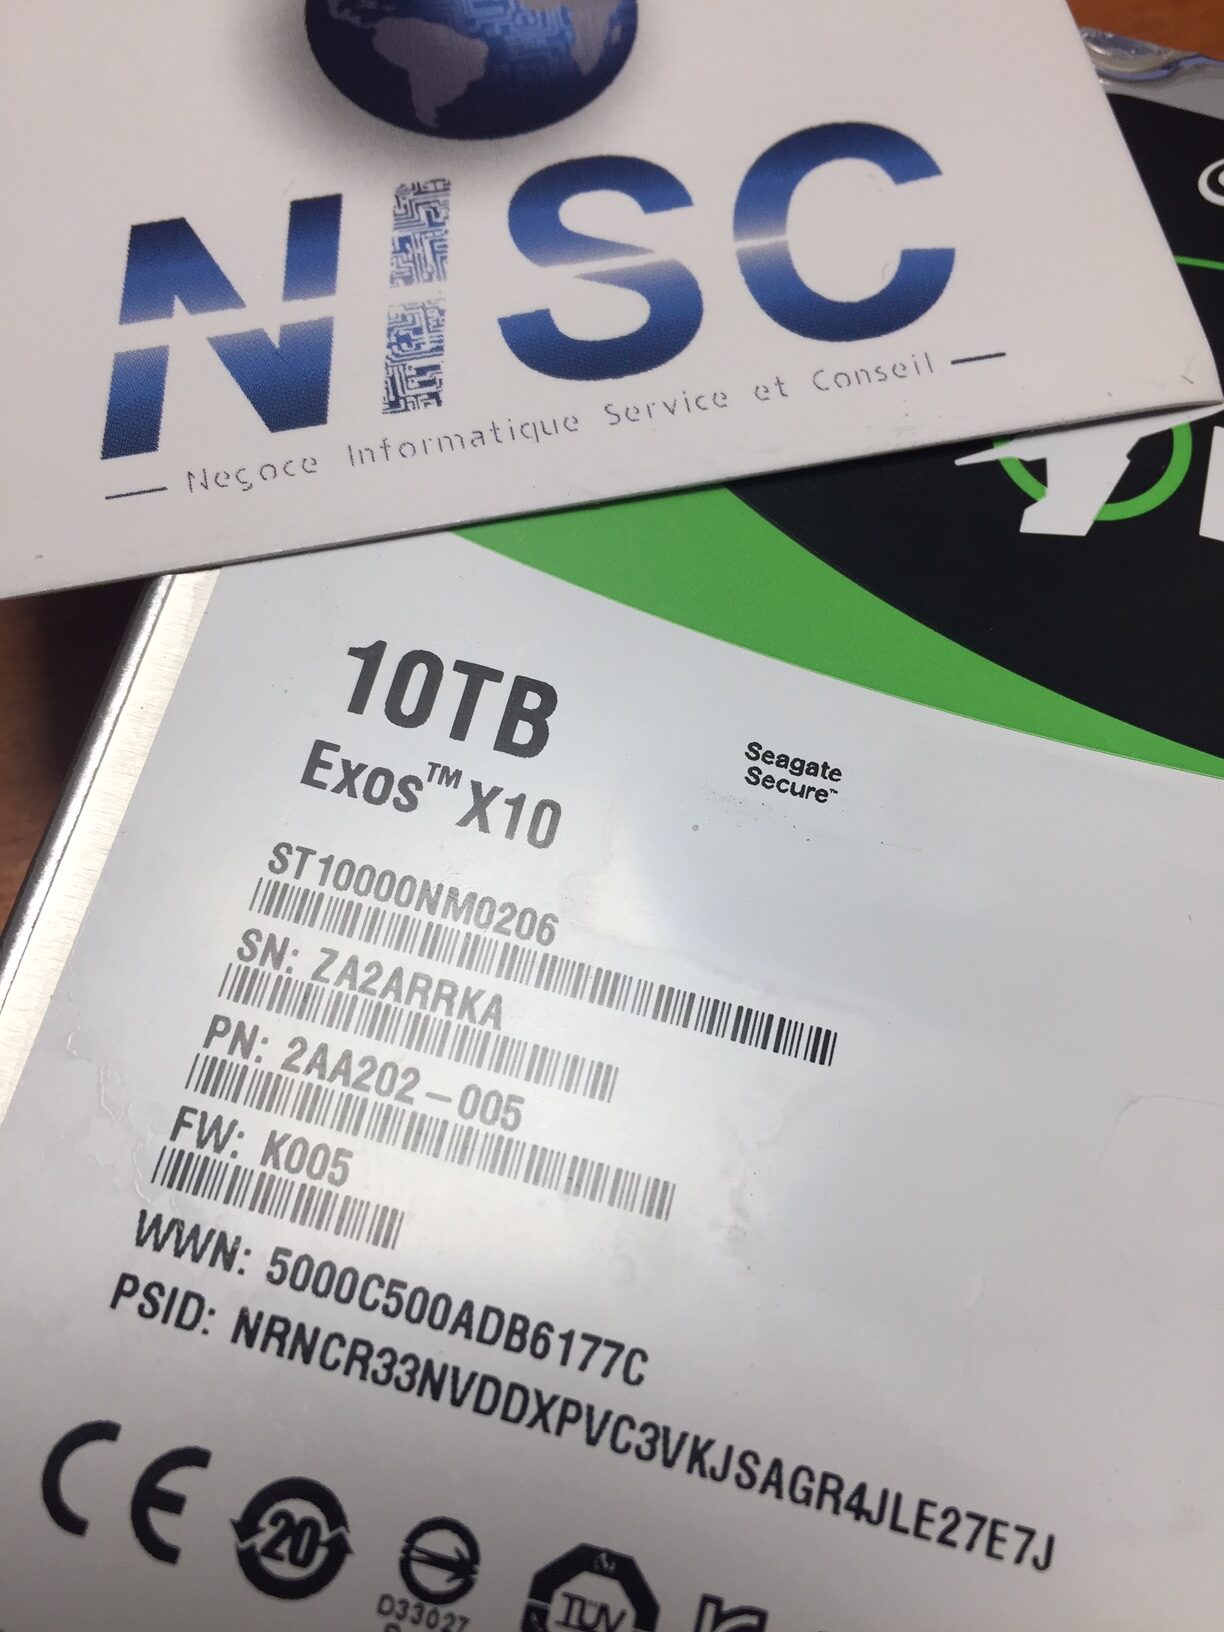 NISC
Negoce Informatique Service et Conseil
10TB
Exos™ X10
Seagate
Secure™
ST10000NM0206
SN: ZA2ARRKA
PN: 2AA202-005
FW: K005
WWN: 5000C500ADB6177C
PSID: NRNCR33NVDDXPVC3VKJSAGR4JLE27E7J
CE
20
D33027
TÜV